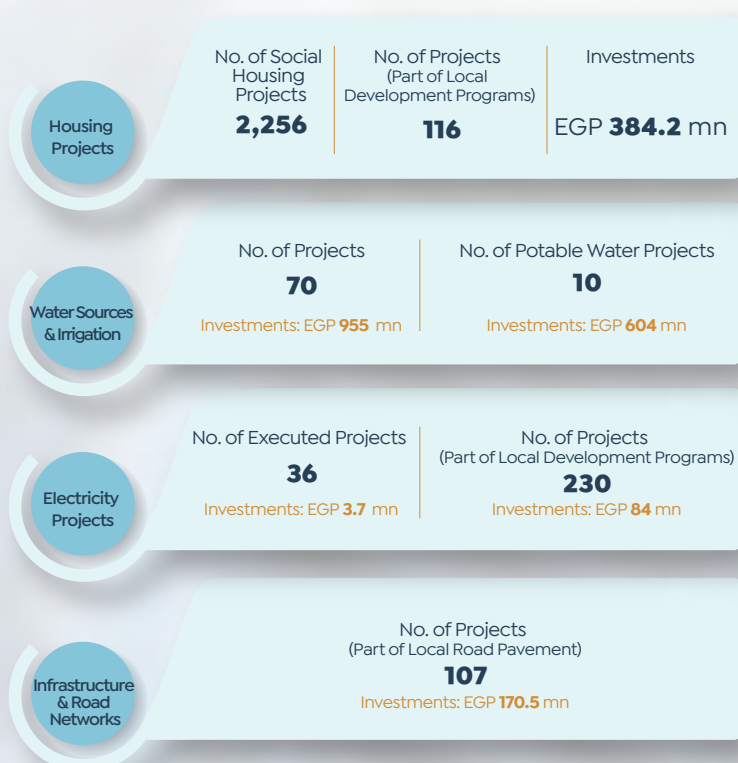 Housing
Projects
No. of Social
Housing
Projects
2,256
No. of Projects
(Part of Local
Development Programs)
116
Investments
EGP 384.2 mn
Water Sources
& Irrigation
No. of Projects
70
Investments: EGP 955 mn
No. of Potable Water Projects
10
Investments: EGP 604 mn
Electricity
Projects
No. of Executed Projects
36
Investments: EGP 3.7 mn
No. of Projects
(Part of Local Development Programs)
230
Investments: EGP 84 mn
Infrastructure
& Road
Networks
No. of Projects
(Part of Local Road Pavement)
107
Investments: EGP 170.5 mn